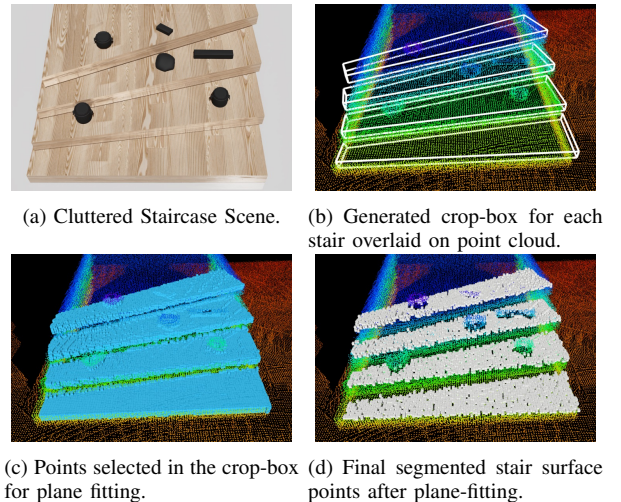 (a) Cluttered Staircase Scene.
(b) Generated crop-box for each
stair overlaid on point cloud.
(c) Points selected in the crop-box
for plane fitting.
(d) Final segmented stair surface
points after plane-fitting.